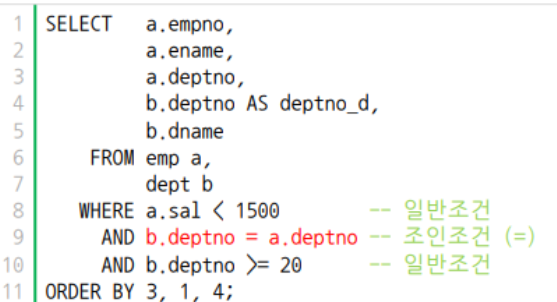 1 SELECT a.empno,
2 a.ename,
3 a.deptno,
4 b.deptno AS deptno_d,
5 b.dname
6 FROM emp a,
7 dept b
8 WHERE a.sal < 1500 -- 일반조건
9 AND b.deptno = a.deptno -- 조인조건 (=)
10 AND b.deptno >= 20 -- 일반조건
11 ORDER BY 3, 1, 4;